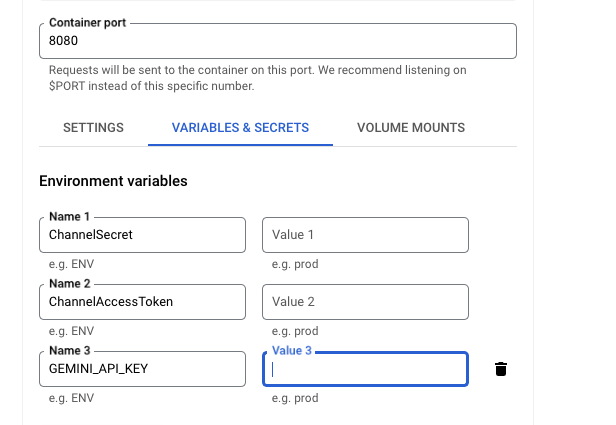 Container port
8080
Requests will be sent to the container on this port. We recommend listening on
$PORT instead of this specific number.
SETTINGS VARIABLES & SECRETS VOLUME MOUNTS
Environment variables
Name 1
ChannelSecret Value 1
e.g. ENV e.g. prod
Name 2
ChannelAccessToken Value 2
e.g. ENV e.g. prod
Name 3 Value 3
GEMINI_API_KEY
e.g. ENV e.g. prod